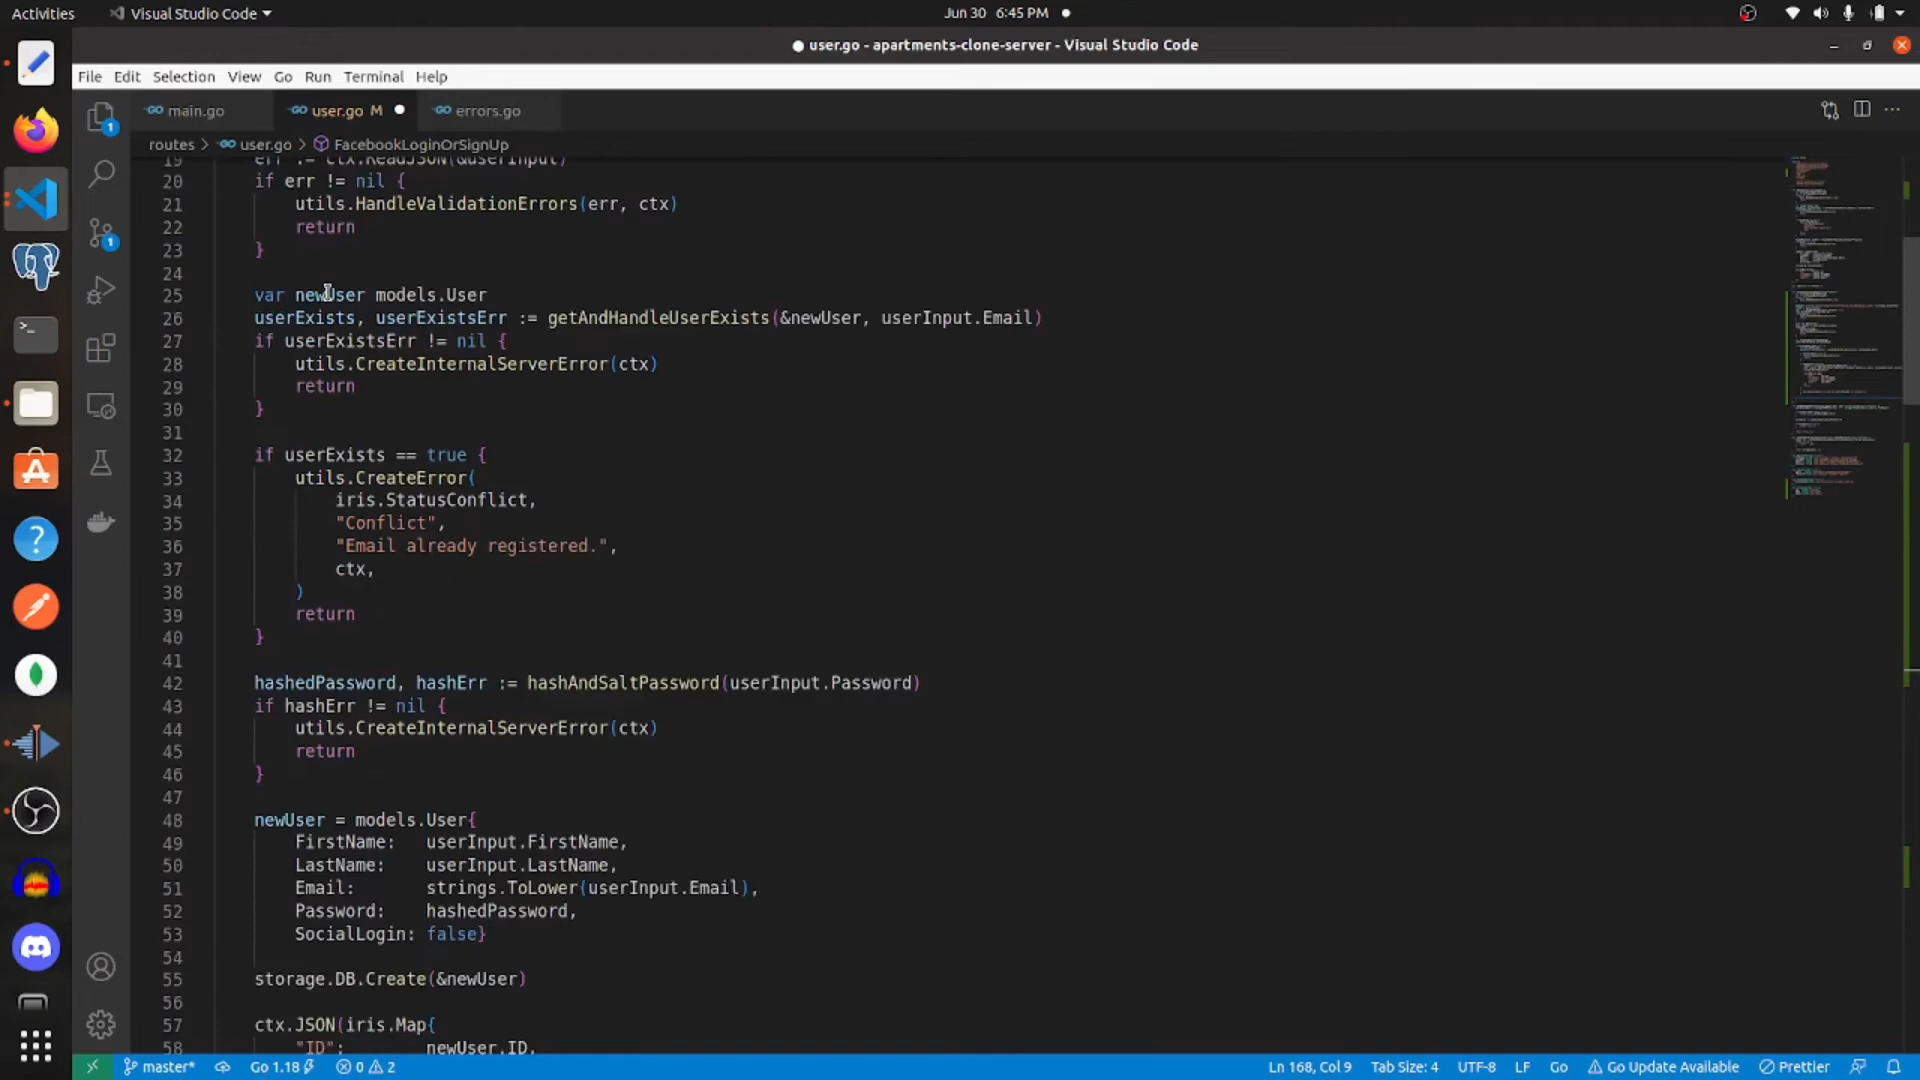 Activities
Visual Studio Code
Jun 30 6:45 PM
user.go - apartments-clone-server - Visual Studio Code
File Edit Selection View Go Run Terminal Help
main.go
user.go M
errors.go
routes > user.go > FacebookLoginOrSignUp
19 err := ctx.ReadJSON(&userInput)
20 if err != nil {
21 utils.HandleValidationErrors(err, ctx)
22 return
23 }
24
25 var newUser models.User
26 userExists, userExistsErr := getAndHandleUserExists(&newUser, userInput.Email)
27 if userExistsErr != nil {
28 utils.CreateInternalServerError(ctx)
29 return
30 }
31
32 if userExists == true {
33 utils.CreateError(
34 iris.StatusConflict,
35 "Conflict",
36 "Email already registered.",
37 ctx,
38 )
39 return
40 }
41
42 hashedPassword, hashErr := hashAndSaltPassword(userInput.Password)
43 if hashErr != nil {
44 utils.CreateInternalServerError(ctx)
45 return
46 }
47
48 newUser = models.User{
49 FirstName: userInput.FirstName,
50 LastName: userInput.LastName,
51 Email: strings.ToLower(userInput.Email),
52 Password: hashedPassword,
53 SocialLogin: false}
54
55 storage.DB.Create(&newUser)
56
57 ctx.JSON(iris.Map{
58 "ID": newUser.ID,
master* Go 1.18 0 2 Ln 168, Col 9 Tab Size: 4 UTF-8 LF Go Go Update Available Prettier